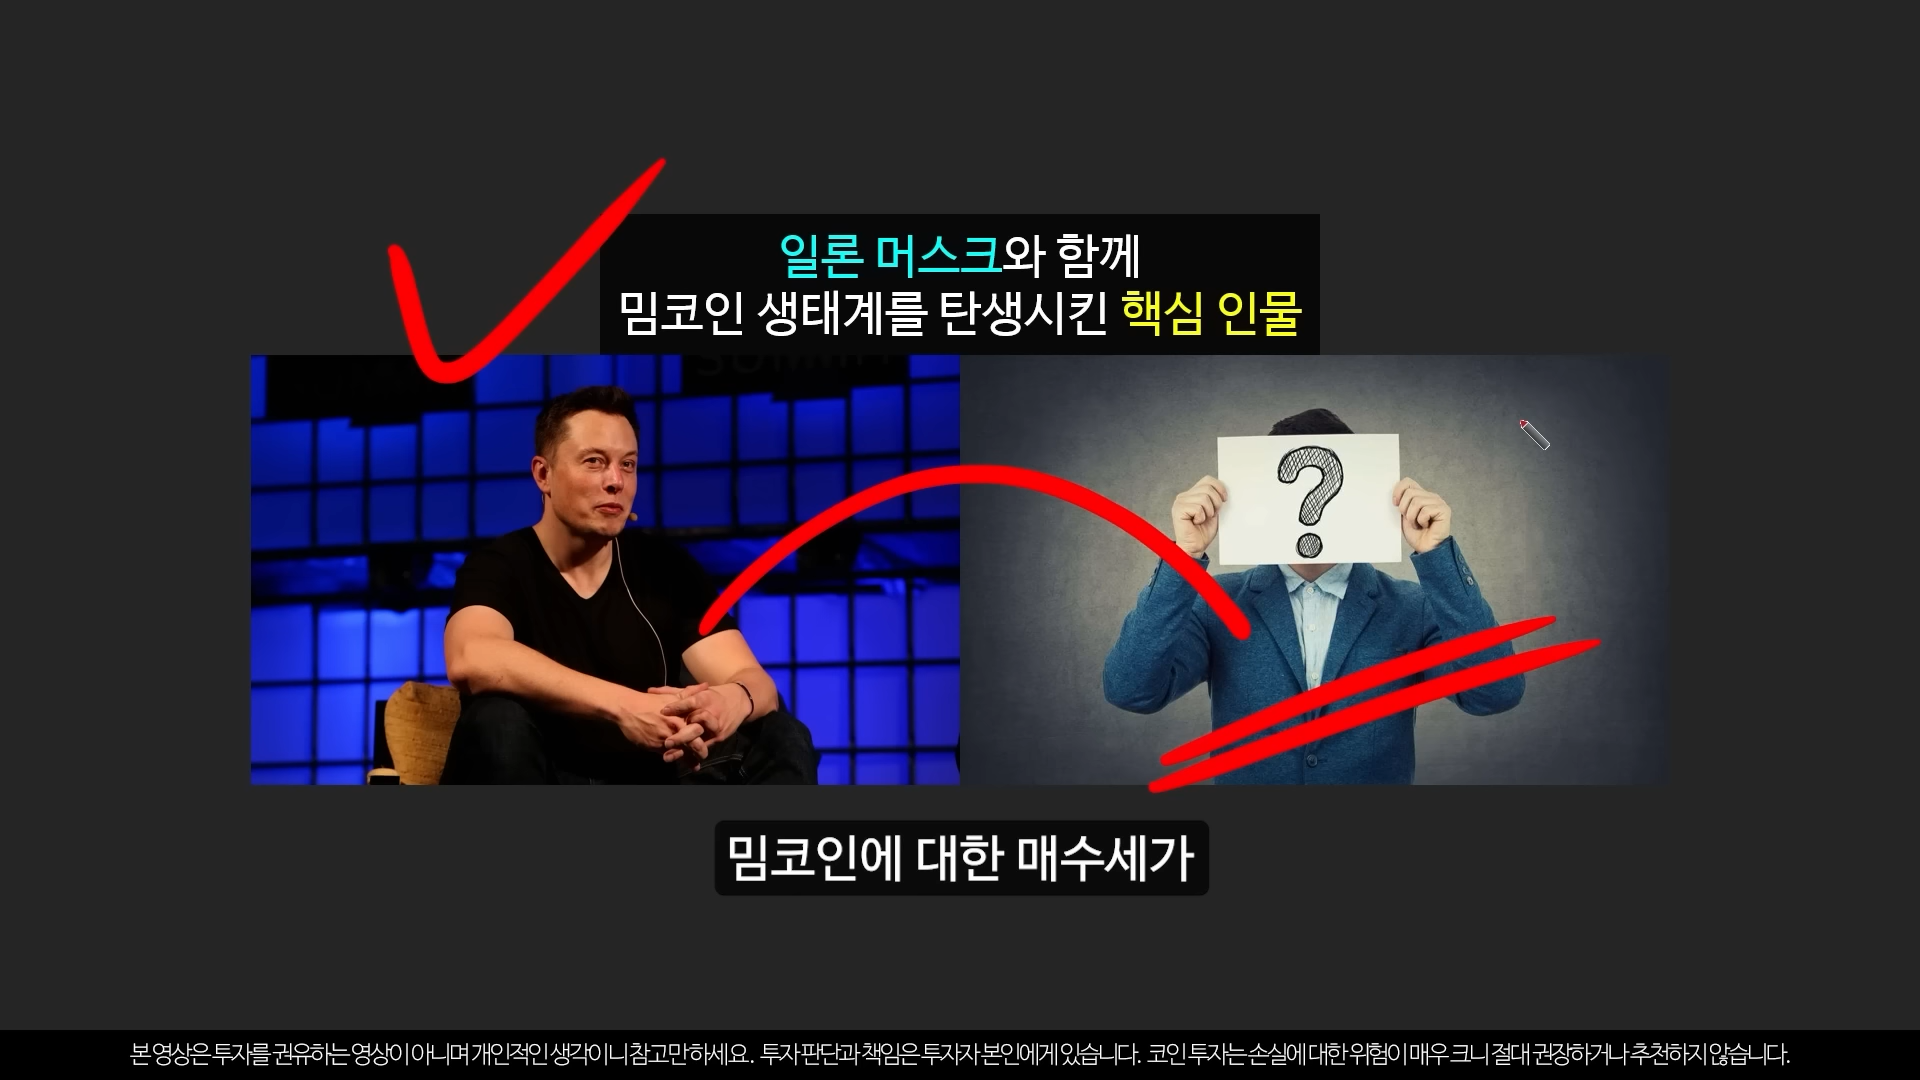 일론 머스크와 함께
밈코인 생태계를 탄생시킨 핵심 인물
SUMMIT
?
밈코인에 대한 매수세가
본 영상은 투자를 권유하는 영상이 아니며 개인적인 생각이니 참고만 하세요. 투자 판단과 책임은 투자자 본인에게 있습니다. 코인 투자는 손실에 대한 위험이 매우 크니 절대 권장하거나 추천하지 않습니다.